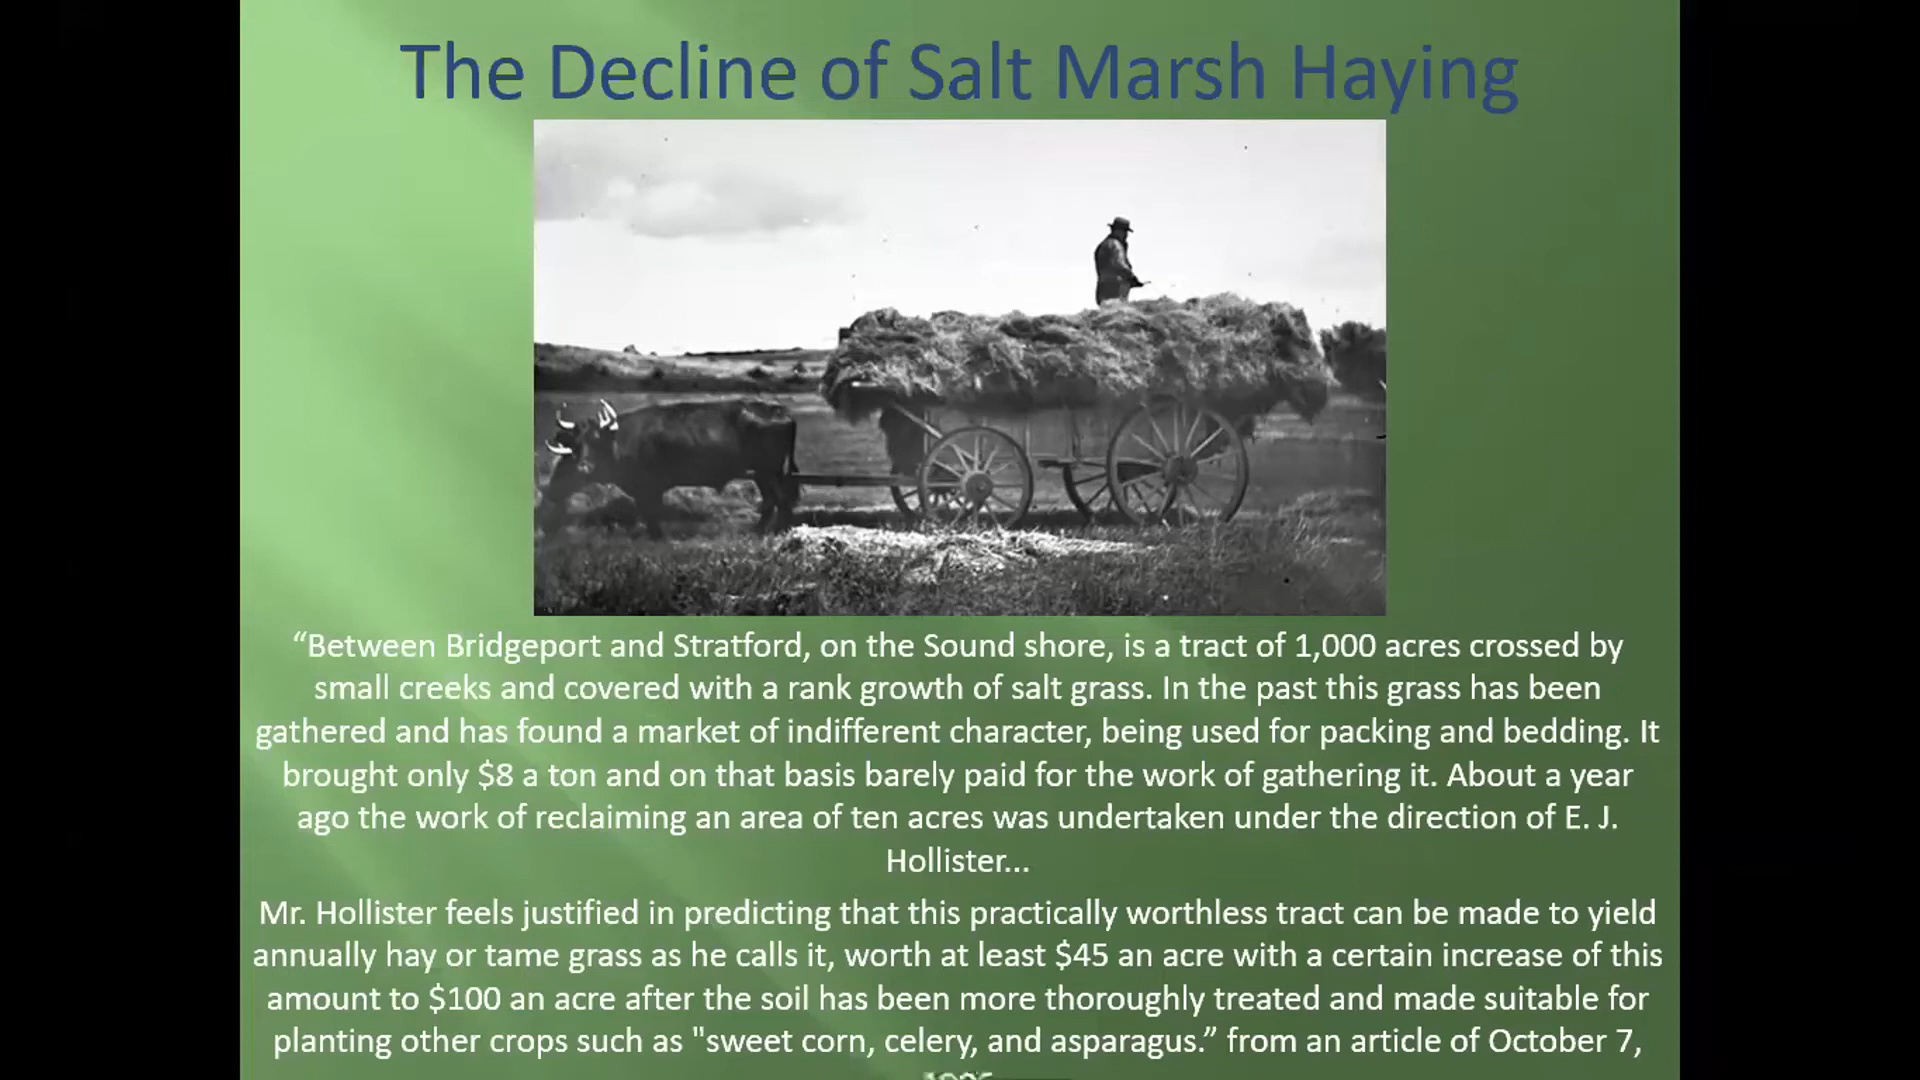 The Decline of Salt Marsh Haying
“Between Bridgeport and Stratford, on the Sound shore, is a tract of 1,000 acres crossed by
small creeks and covered with a rank growth of salt grass. In the past this grass has been
gathered and has found a market of indifferent character, being used for packing and bedding. It
brought only $8 a ton and on that basis barely paid for the work of gathering it. About a year
ago the work of reclaiming an area of ten acres was undertaken under the direction of E. J.
Hollister...
Mr. Hollister feels justified in predicting that this practically worthless tract can be made to yield
annually hay or tame grass as he calls it, worth at least $45 an acre with a certain increase of this
amount to $100 an acre after the soil has been more thoroughly treated and made suitable for
planting other crops such as "sweet corn, celery, and asparagus.” from an article of October 7,